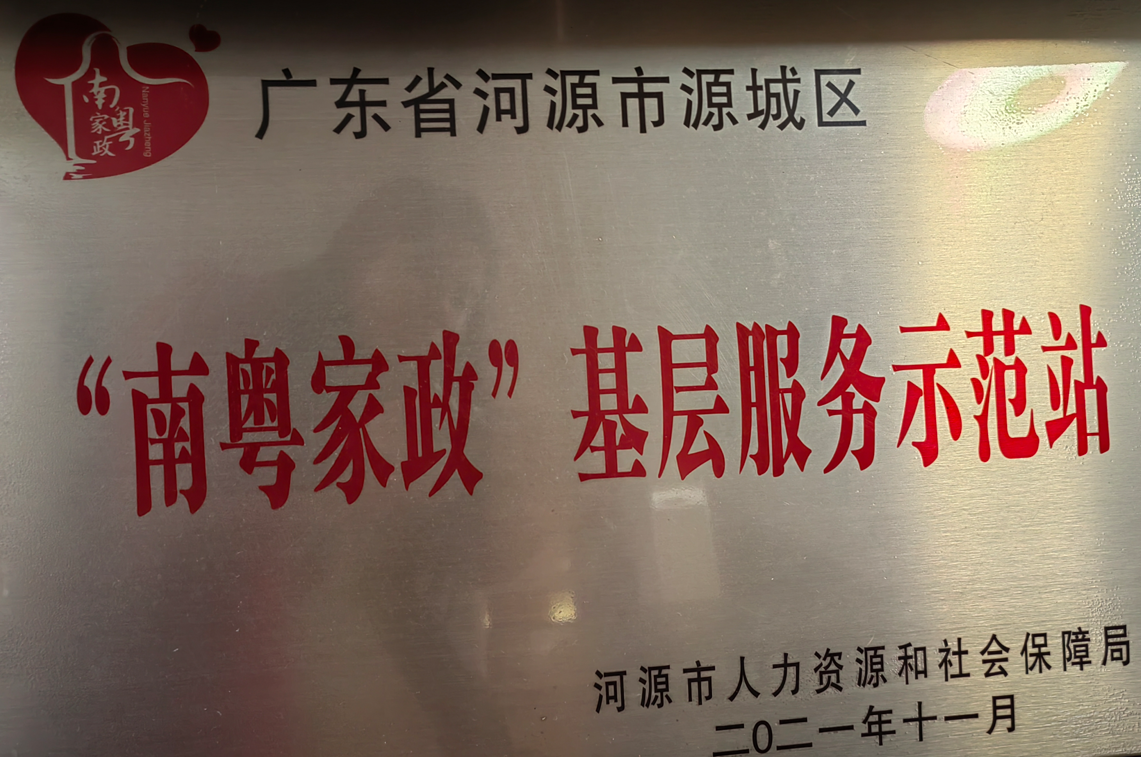 南粤
家政
Nanyue Jiazheng
广东省河源市源城区
“南粤家政”基层服务示范站
河源市人力资源和社会保障局
二〇二一年十一月